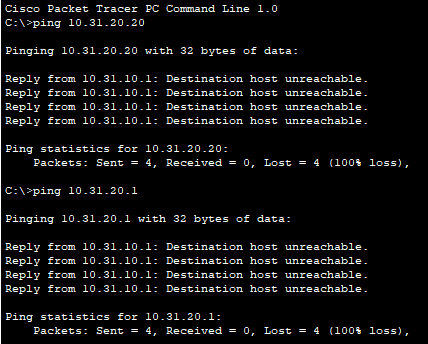 Cisco Packet Tracer PC Command Line 1.0
C:\>ping 10.31.20.20
Pinging 10.31.20.20 with 32 bytes of data:
Reply from 10.31.10.1: Destination host unreachable.
Reply from 10.31.10.1: Destination host unreachable.
Reply from 10.31.10.1: Destination host unreachable.
Reply from 10.31.10.1: Destination host unreachable.
Ping statistics for 10.31.20.20:
Packets: Sent = 4, Received = 0, Lost = 4 (100% loss),
C:\>ping 10.31.20.1
Pinging 10.31.20.1 with 32 bytes of data:
Reply from 10.31.10.1: Destination host unreachable.
Reply from 10.31.10.1: Destination host unreachable.
Reply from 10.31.10.1: Destination host unreachable.
Reply from 10.31.10.1: Destination host unreachable.
Ping statistics for 10.31.20.1:
Packets: Sent = 4, Received = 0, Lost = 4 (100% loss),